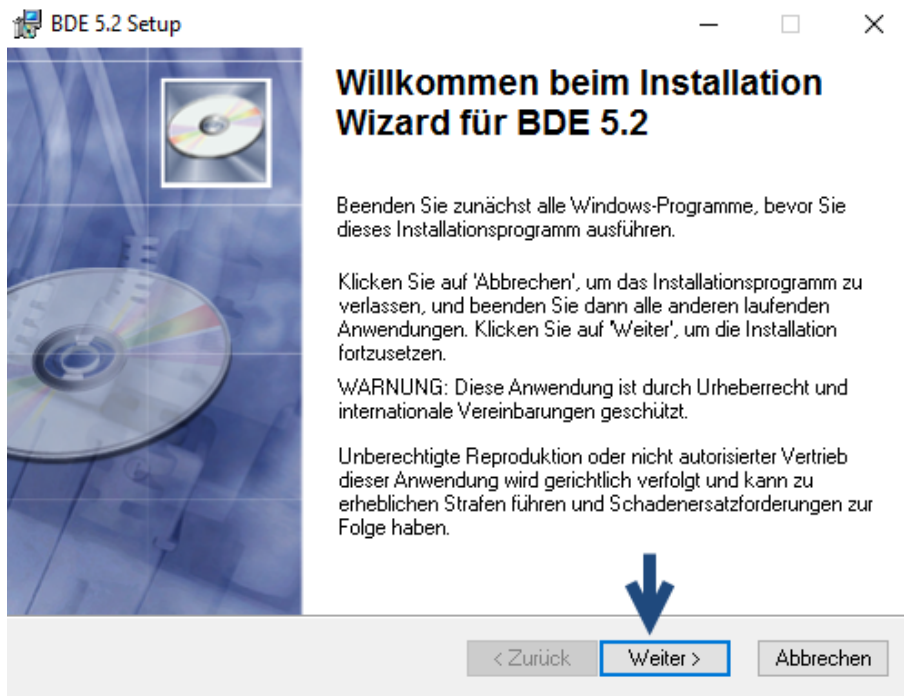 BDE 5.2 Setup
Willkommen beim Installation
Wizard für BDE 5.2
Beenden Sie zunächst alle Windows-Programme, bevor Sie
dieses Installationsprogramm ausführen.
Klicken Sie auf 'Abbrechen', um das Installationsprogramm zu
verlassen, und beenden Sie dann alle anderen laufenden
Anwendungen. Klicken Sie auf 'Weiter', um die Installation
fortzusetzen.
WARNUNG: Diese Anwendung ist durch Urheberrecht und
internationale Vereinbarungen geschützt.
Unberechtigte Reproduktion oder nicht autorisierter Vertrieb
dieser Anwendung wird gerichtlich verfolgt und kann zu
erheblichen Strafen führen und Schadenersatzforderungen zur
Folge haben.
< Zurück Weiter > Abbrechen